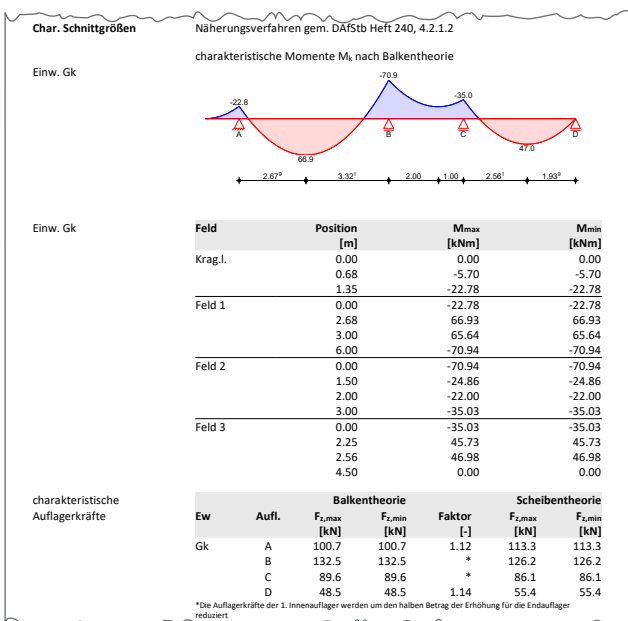 Char. Schnittgrößen Näherungsverfahren gem. DAfStb Heft 240, 4.2.1.2
charakteristische Momente Mk nach Balkentheorie
Einw. Gk
-70.9
-35.0
-22.8
A B C D
66.9
47.0
2.67⁹ 3.32¹ 2.00 1.00 2.56¹ 1.93⁹
Einw. Gk Feld Position Mmax Mmin
[m] [kNm] [kNm]
Krag.l. 0.00 0.00 0.00
0.68 -5.70 -5.70
1.35 -22.78 -22.78
Feld 1 0.00 -22.78 -22.78
2.68 66.93 66.93
3.00 65.64 65.64
6.00 -70.94 -70.94
Feld 2 0.00 -70.94 -70.94
1.50 -24.86 -24.86
2.00 -22.00 -22.00
3.00 -35.03 -35.03
Feld 3 0.00 -35.03 -35.03
2.25 45.73 45.73
2.56 46.98 46.98
4.50 0.00 0.00
charakteristische Balkentheorie Scheibentheorie
Auflagerkräfte Ew Aufl. Fz,max Fz,min Faktor Fz,max Fz,min
[kN] [kN] [-] [kN] [kN]
Gk A 100.7 100.7 1.12 113.3 113.3
B 132.5 132.5 * 126.2 126.2
C 89.6 89.6 * 86.1 86.1
D 48.5 48.5 1.14 55.4 55.4
*Die Auflagerkräfte der 1. Innenauflager werden um den halben Betrag der Erhöhung für die Endauflager
reduziert